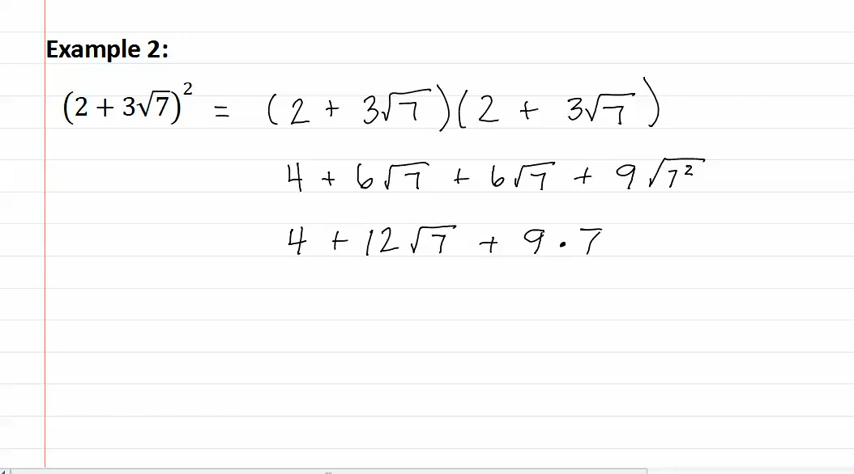 Example 2:
(2 + 3√7)² = (2 + 3√7)(2 + 3√7)
4 + 6√7 + 6√7 + 9√7²
4 + 12√7 + 9 · 7